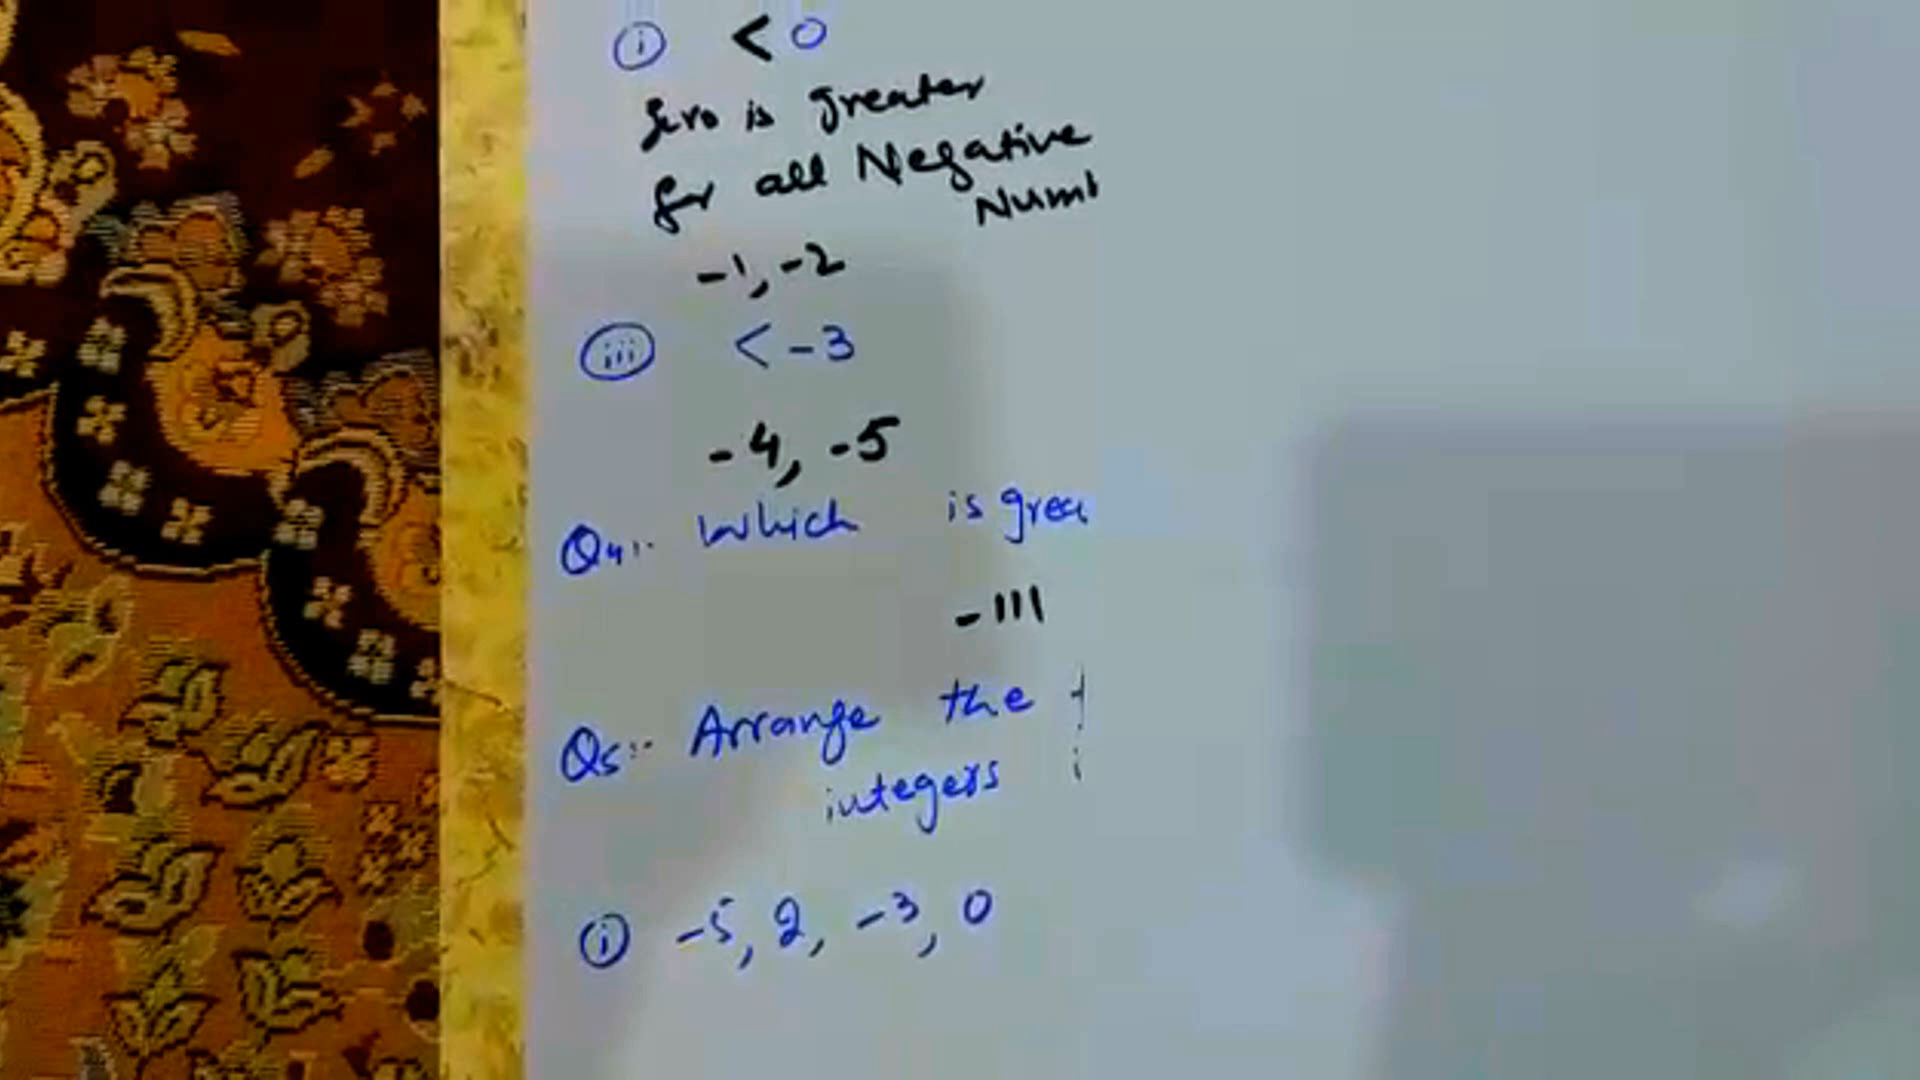 (i) < 0
Zero is greater
for all Negative
Num
-1, -2
(iii) < -3
-4, -5
Q4:- Which is grea
-111
Q5:- Arrange the f
integers i
(i) -5, 2, -3, 0